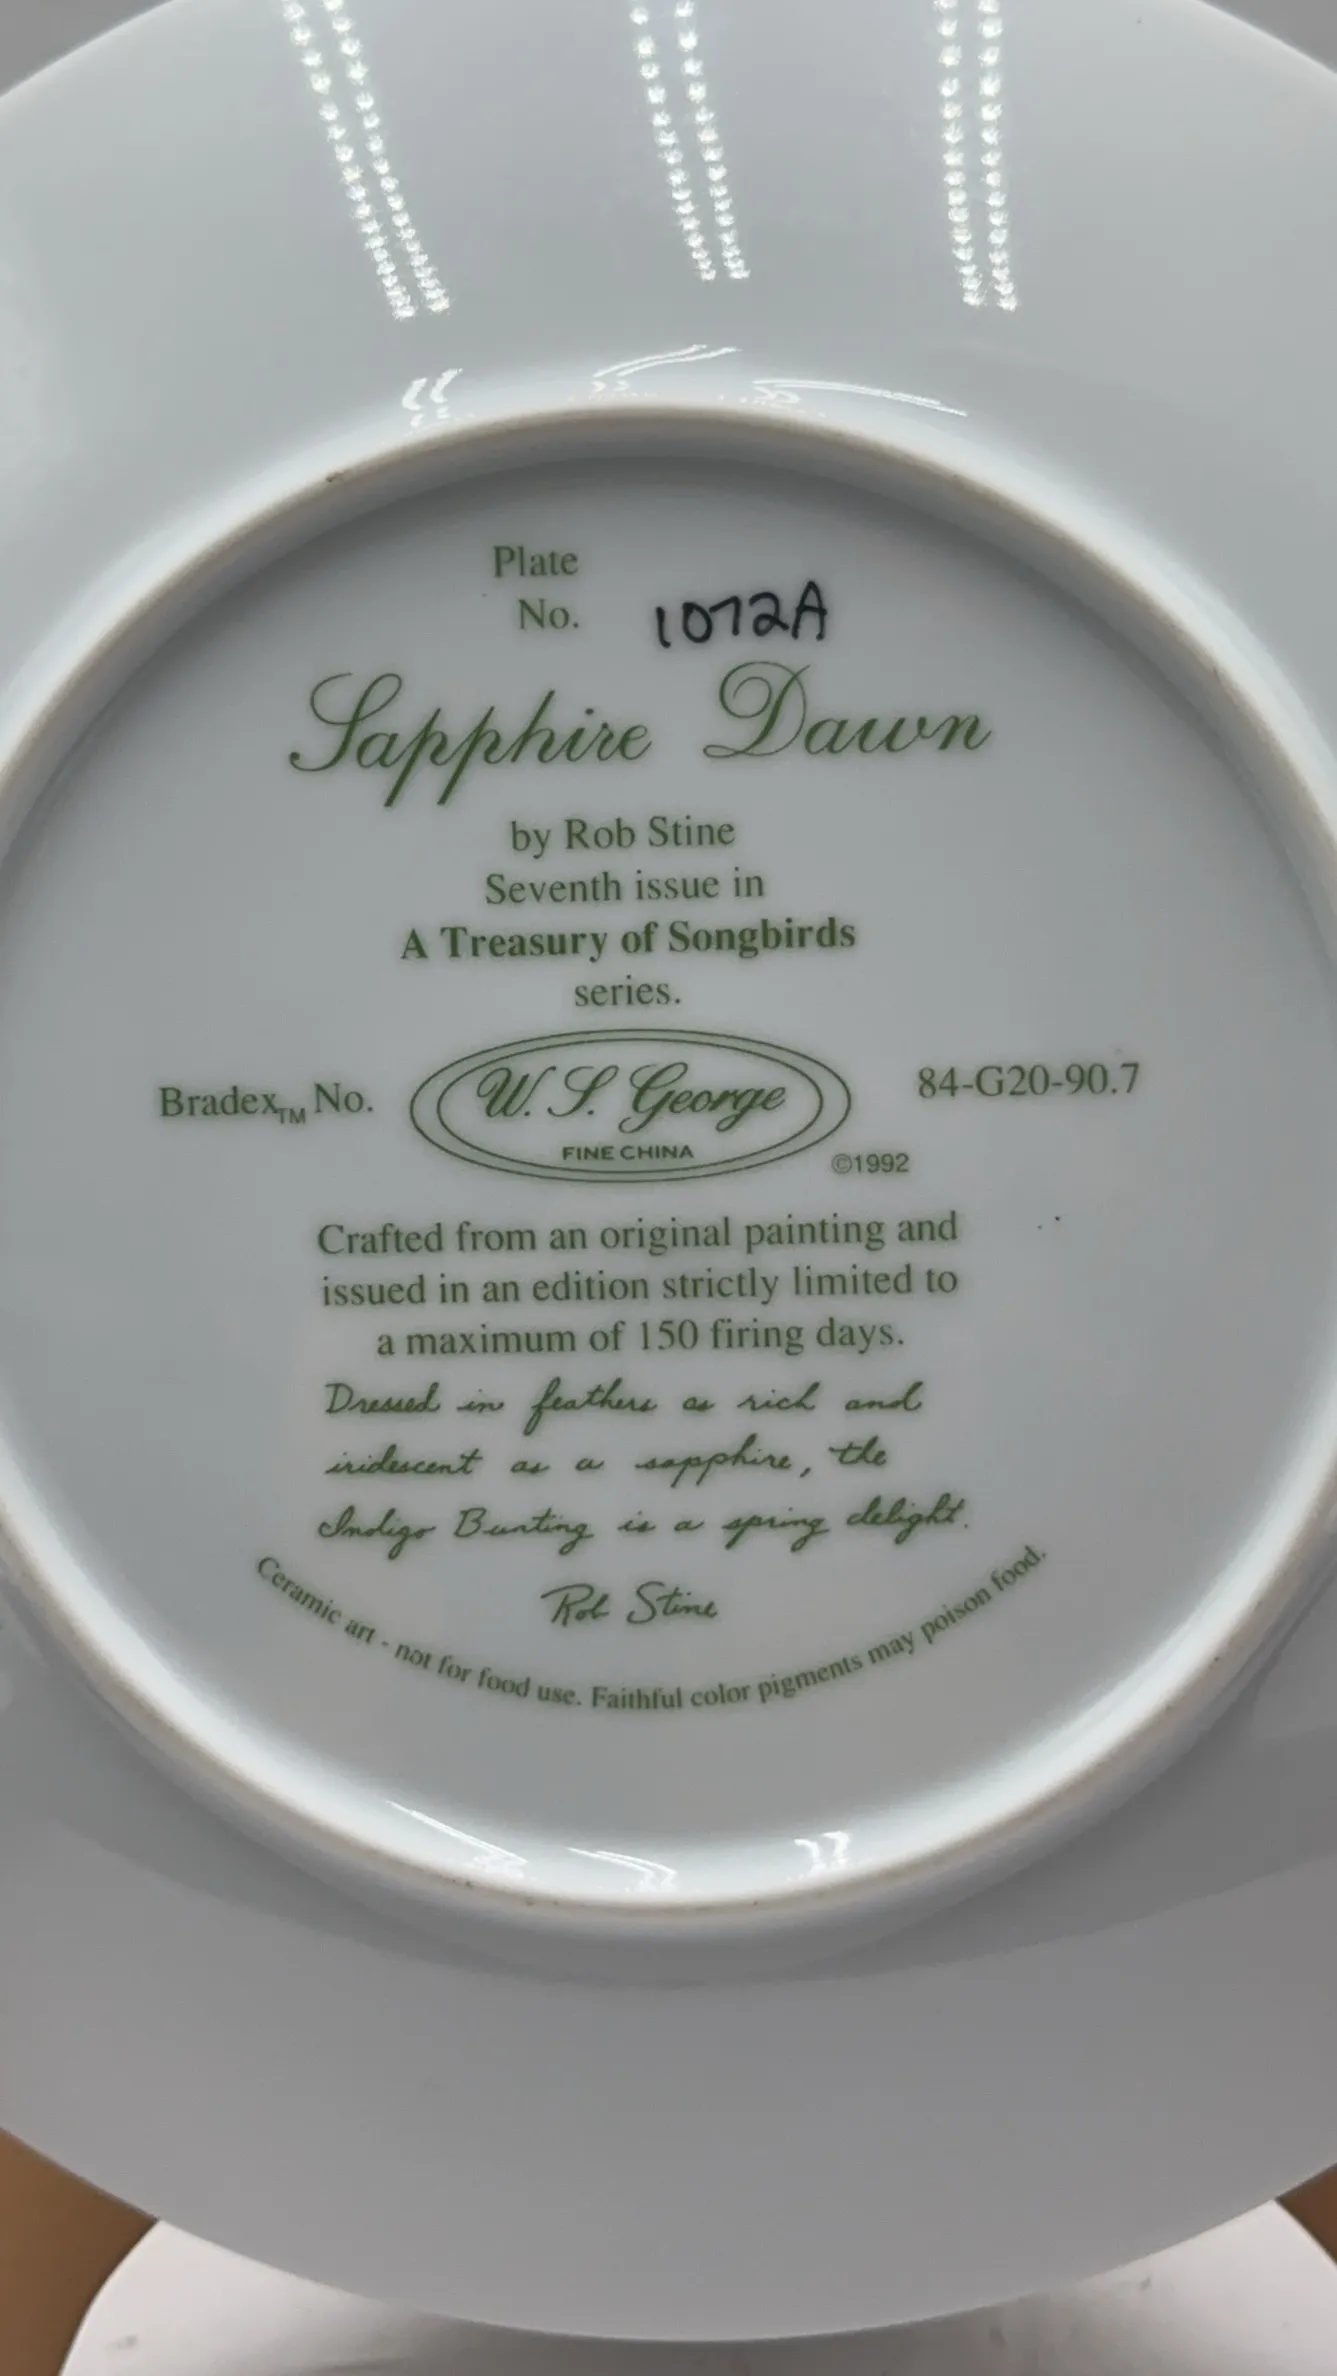 Plate
No. 1072A
Sapphire Dawn
by Rob Stine
Seventh issue in
A Treasury of Songbirds
series.
Bradex™ No. W. S. George 84-G20-90.7
FINE CHINA
©1992
Crafted from an original painting and
issued in an edition strictly limited to
a maximum of 150 firing days.
Dressed in feathers as rich and
iridescent as a sapphire, the
Indigo Bunting is a spring delight.
Rob Stine
Ceramic art - not for food use. Faithful color pigments may poison food.